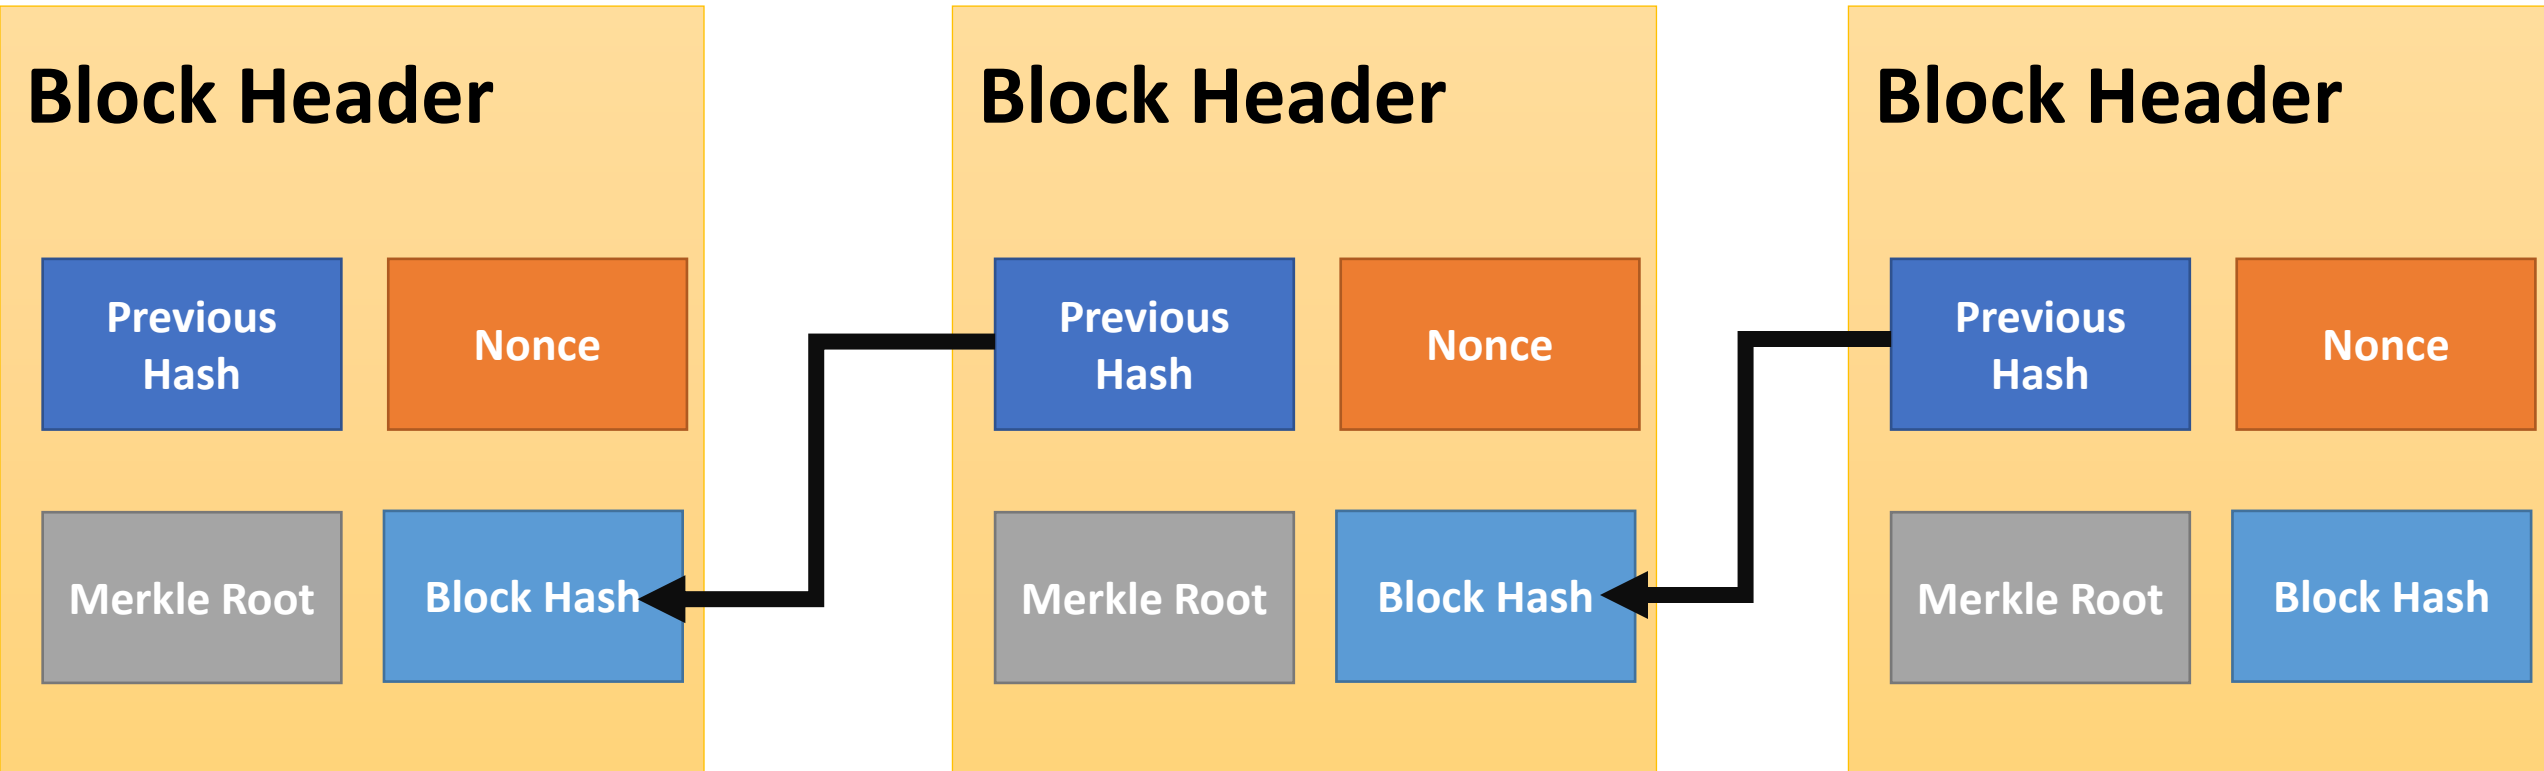 Block Header
Previous
Hash
Nonce
Merkle Root
Block Hash
Block Header
Previous
Hash
Nonce
Merkle Root
Block Hash
Block Header
Previous
Hash
Nonce
Merkle Root
Block Hash